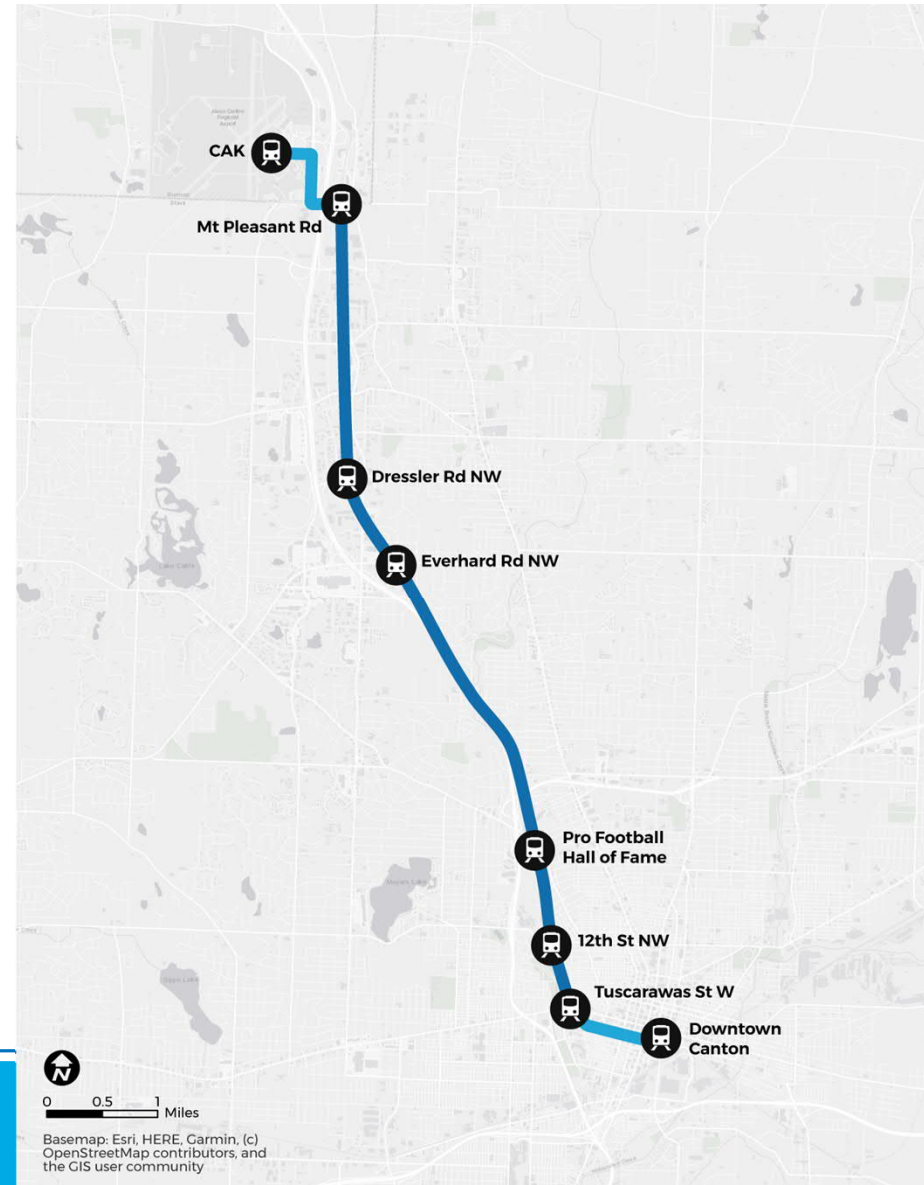 CAK
Mt Pleasant Rd
Dressler Rd NW
Everhard Rd NW
Pro Football
Hall of Fame
12th St NW
Tuscarawas St W
Downtown
Canton
N
0 0.5 1
Miles
Basemap: Esri, HERE, Garmin, (c)
OpenStreetMap contributors, and
the GIS user community